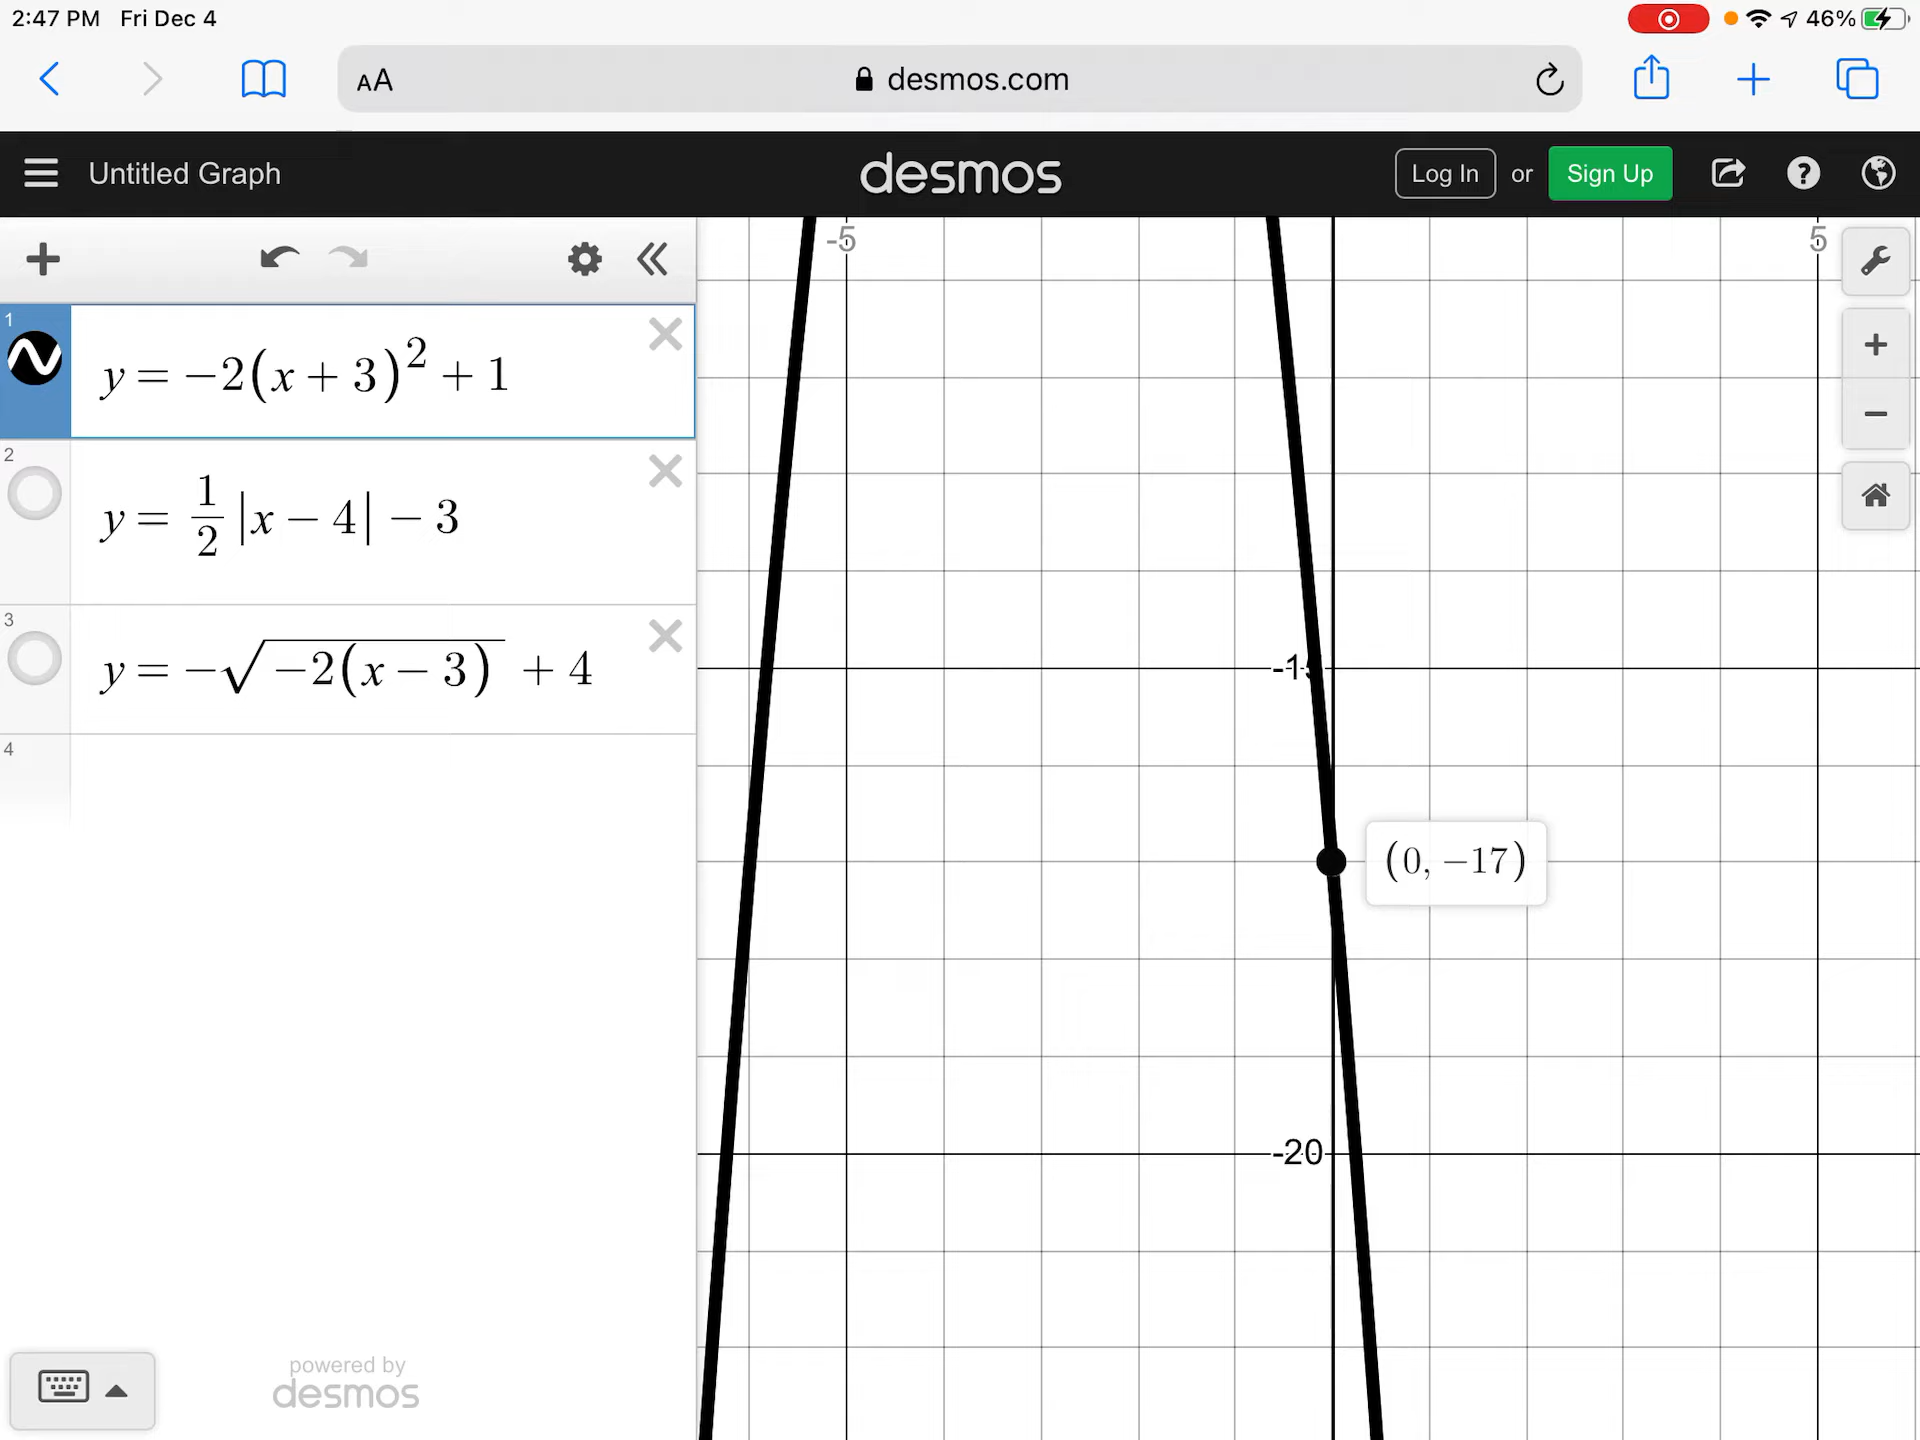 2:47 PM Fri Dec 4 46%
AA desmos.com
Untitled Graph desmos Log In or Sign Up
-5 5
1
y = −2(x + 3)² + 1
2
y = 1/2 |x − 4| − 3
3
y = −√−2(x − 3) + 4
4
-15
(0, −17)
-20
powered by
desmos